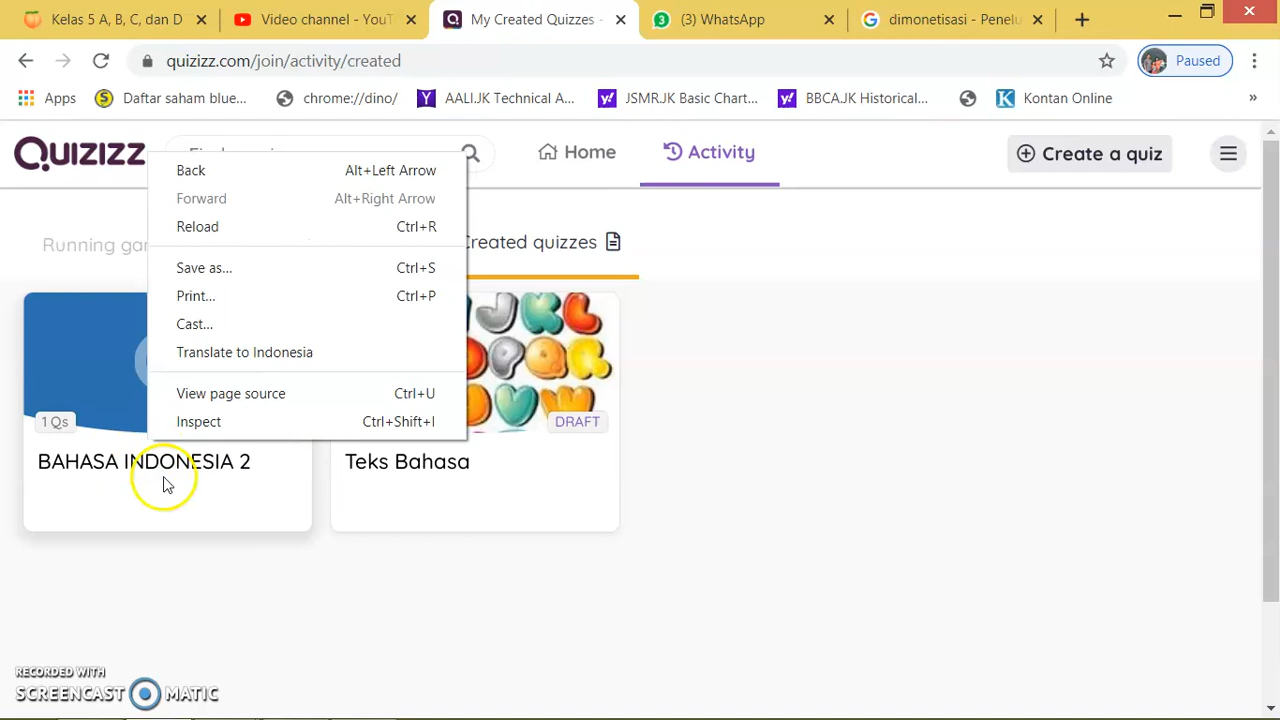 Kelas 5 A, B, C, dan D
Video channel - YouT
My Created Quizzes -
(3) WhatsApp
dimonetisasi - Penelu
quizizz.com/join/activity/created
Paused
Apps
Daftar saham blue...
chrome://dino/
AALI.JK Technical A...
JSMR.JK Basic Chart...
BBCA.JK Historical...
Kontan Online
»
QUIZIZZ
Home
Activity
Create a quiz
Back Alt+Left Arrow
Forward Alt+Right Arrow
Reload Ctrl+R
Running ga
Created quizzes
Save as... Ctrl+S
Print... Ctrl+P
Cast...
Translate to Indonesia
View page source Ctrl+U
Inspect Ctrl+Shift+I
1 Qs
DRAFT
BAHASA INDONESIA 2
Teks Bahasa
RECORDED WITH
SCREENCAST MATIC